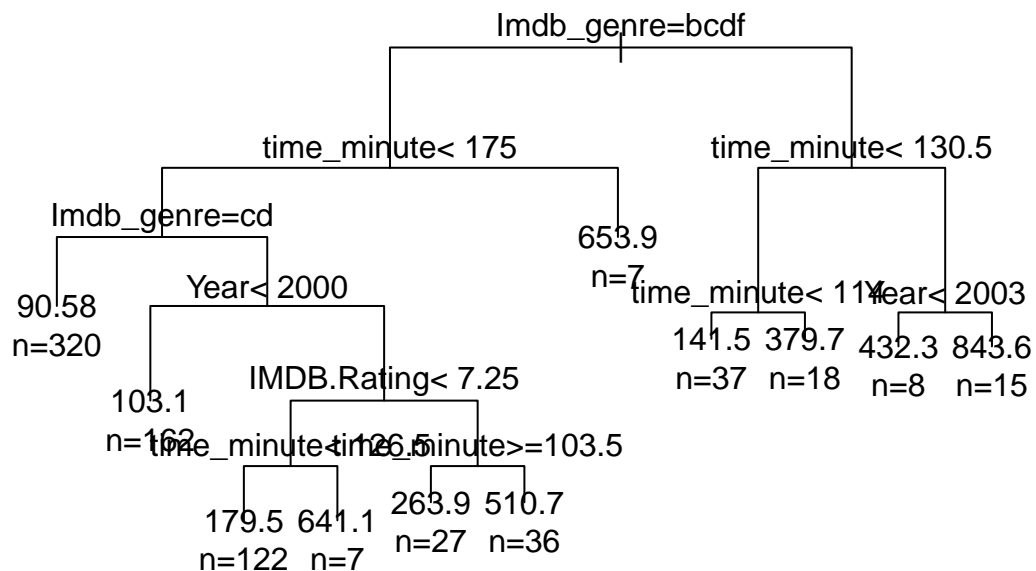 Imdb_genre=bcdf
time_minute< 175
time_minute< 130.5
Imdb_genre=cd
653.9
n=7
Year< 2000
time_minute< 114
Year< 2003
90.58
n=320
141.5
n=37
379.7
n=18
432.3
n=8
843.6
n=15
IMDB.Rating< 7.25
103.1
n=162
time_minute< 126.5
time_minute>=103.5
179.5
n=122
641.1
n=7
263.9
n=27
510.7
n=36